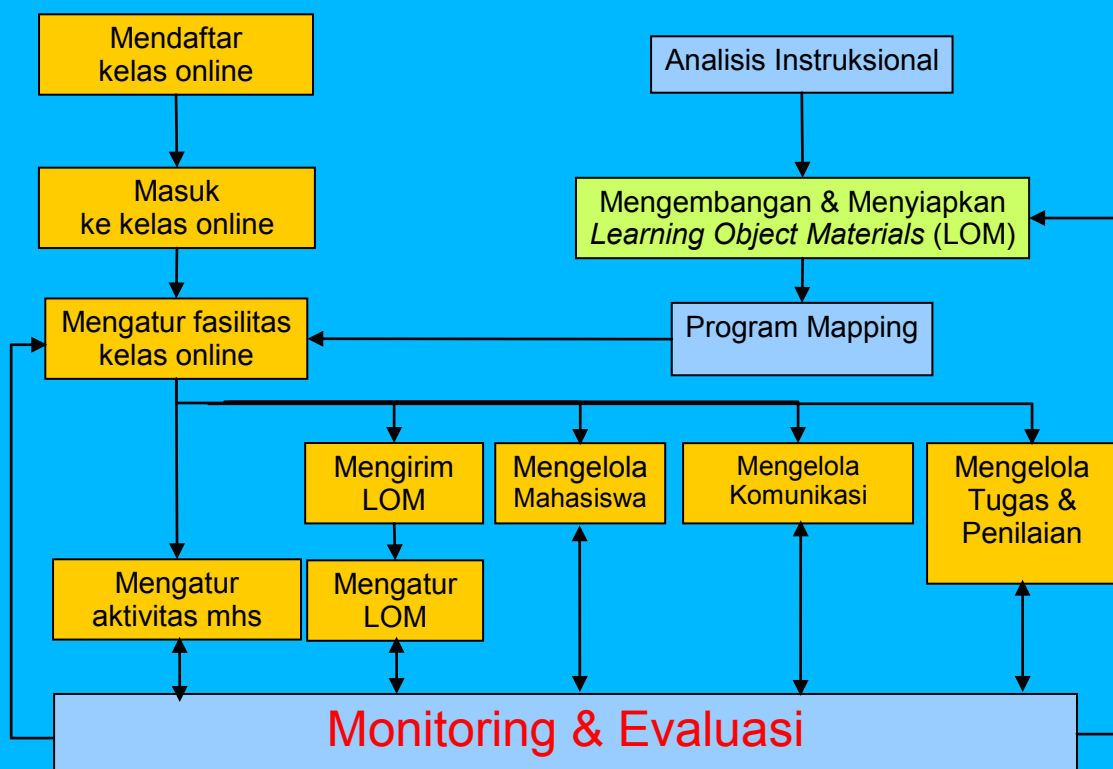 Mendaftar
kelas online
Analisis Instruksional
Masuk
ke kelas online
Mengembangan & Menyiapkan
Learning Object Materials (LOM)
Mengatur fasilitas
kelas online
Program Mapping
Mengirim
LOM
Mengelola
Mahasiswa
Mengelola
Komunikasi
Mengelola
Tugas &
Penilaian
Mengatur
aktivitas mhs
Mengatur
LOM
Monitoring & Evaluasi